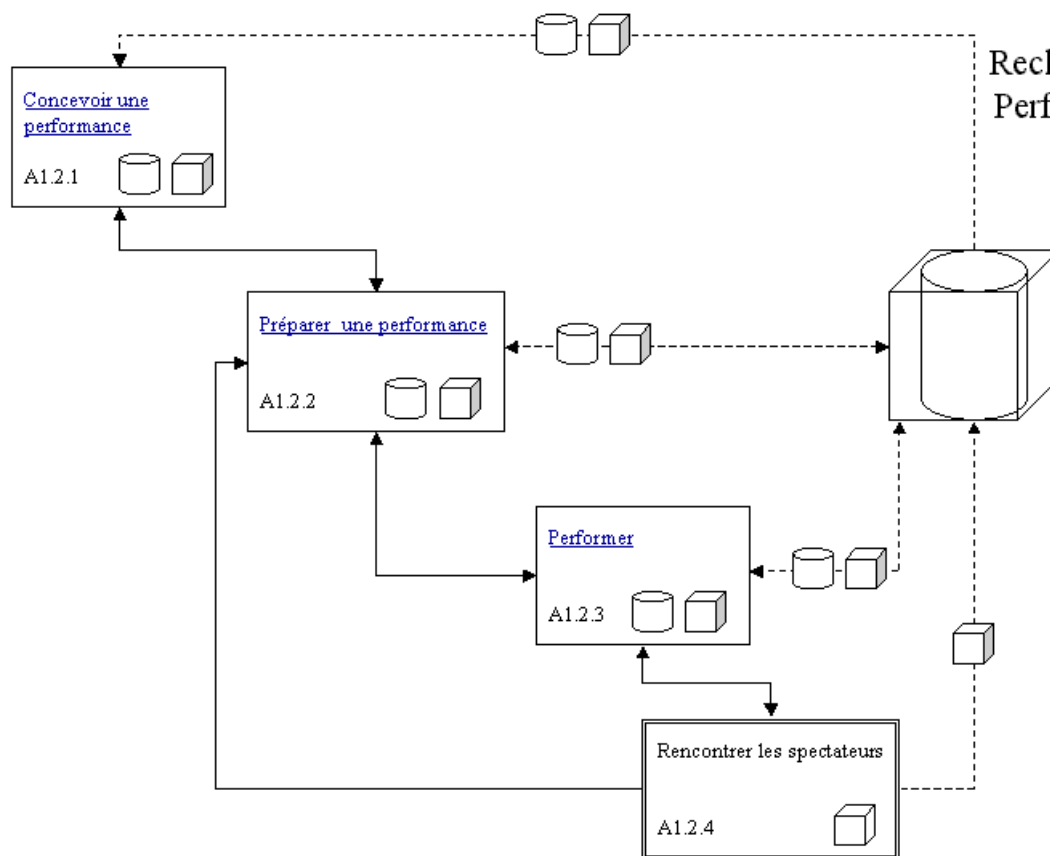 Concevoir une
performance
A1.2.1
Préparer une performance
A1.2.2
Performer
A1.2.3
Rencontrer les spectateurs
A1.2.4